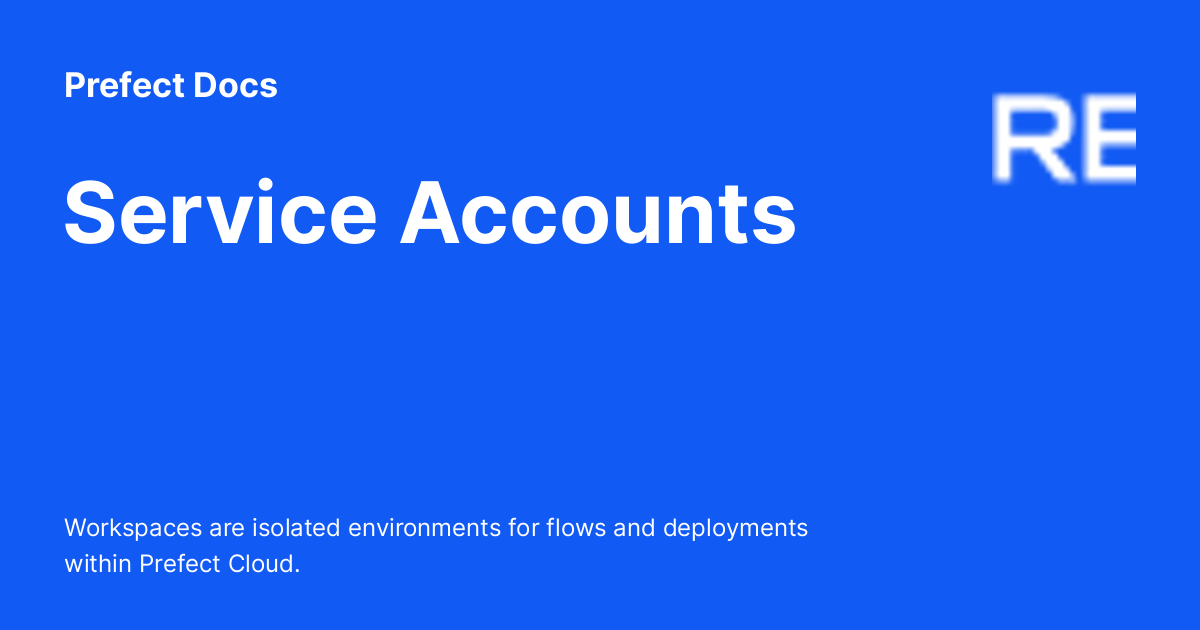 Prefect Docs
RE
Service Accounts
Workspaces are isolated environments for flows and deployments
within Prefect Cloud.